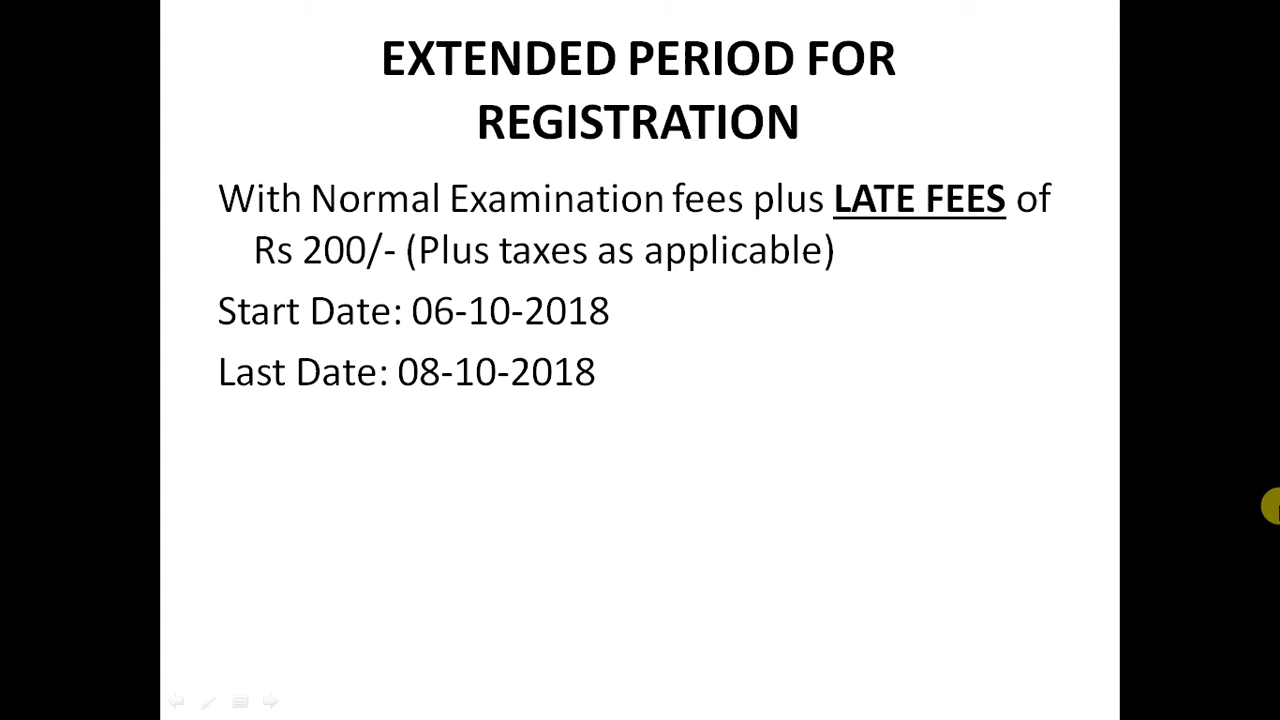 EXTENDED PERIOD FOR
REGISTRATION
With Normal Examination fees plus LATE FEES of
Rs 200/- (Plus taxes as applicable)
Start Date: 06-10-2018
Last Date: 08-10-2018